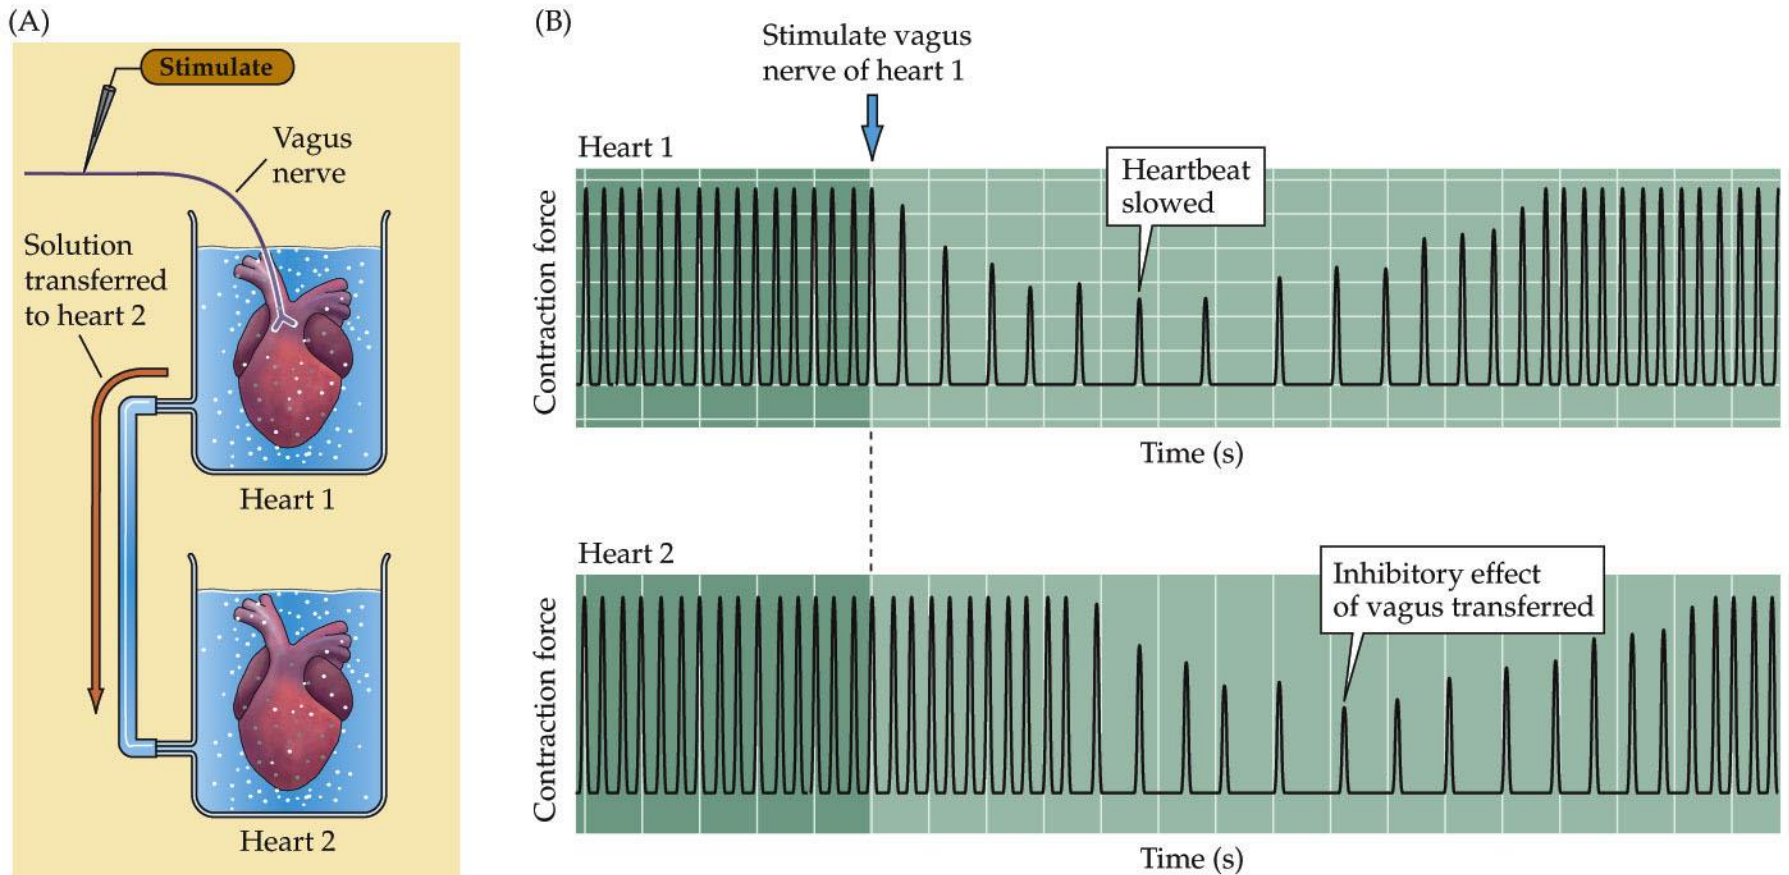 (A)
Stimulate
Vagus
nerve
Solution
transferred
to heart 2
Heart 1
Heart 2
(B)
Stimulate vagus
nerve of heart 1
Heart 1
Heartbeat
slowed
Contraction force
Time (s)
Heart 2
Inhibitory effect
of vagus transferred
Contraction force
Time (s)